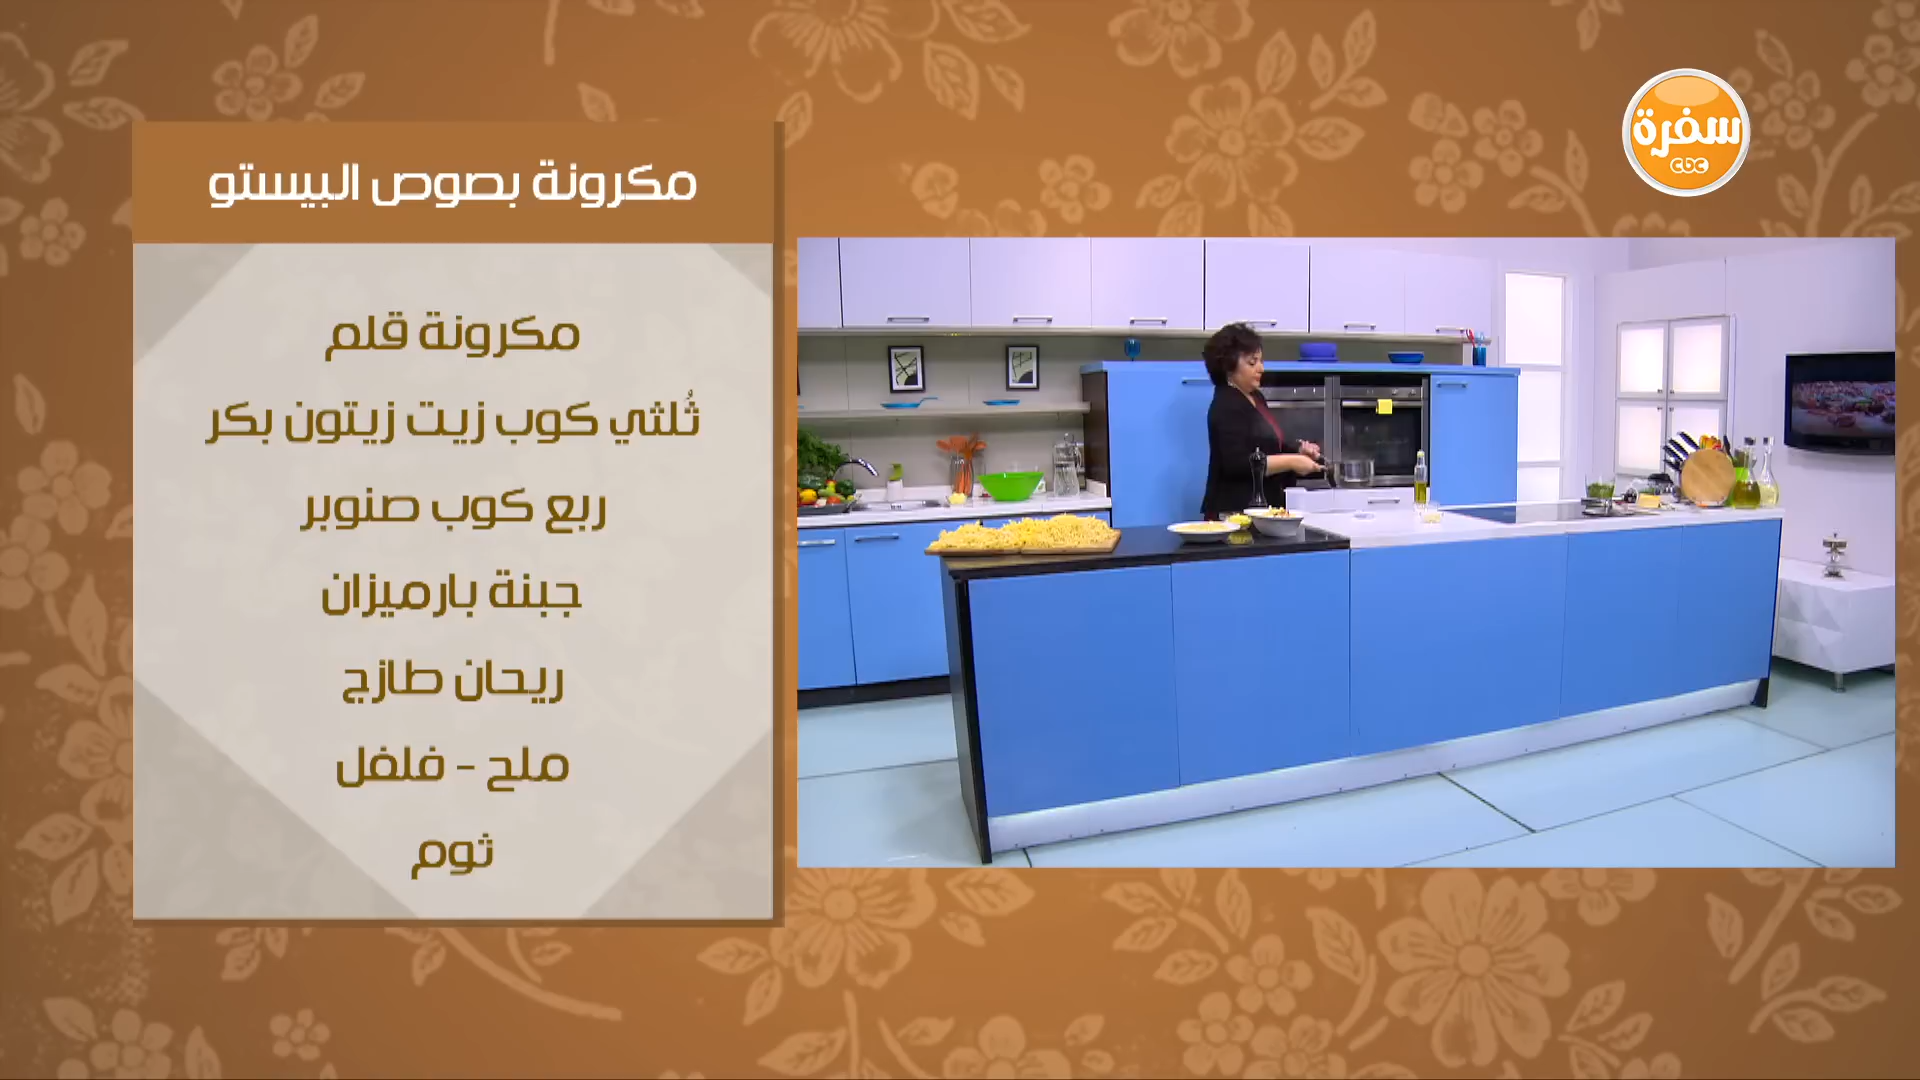 سفرة
cbc
مكرونة بصوص البيستو
مكرونة قلم
ثُلثي كوب زيت زيتون بكر
ربع كوب صنوبر
جبنة بارميزان
ريحان طازج
ملح - فلفل
ثوم